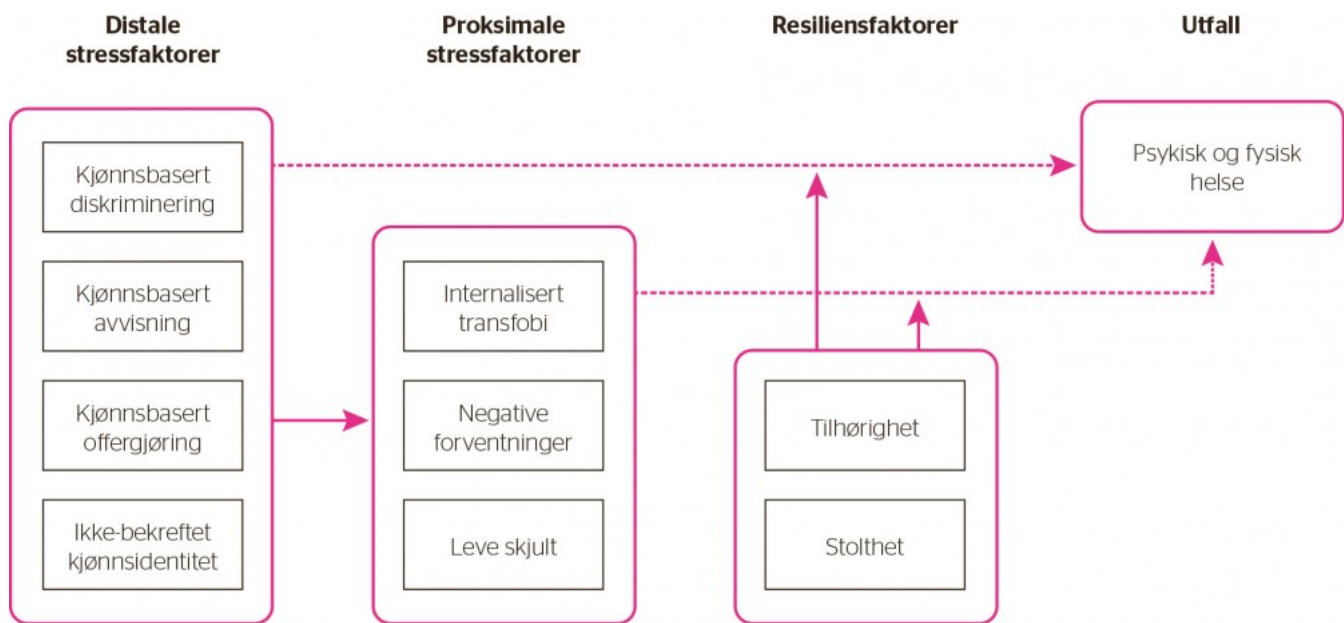 Distale
stressfaktorer
Proksimale
stressfaktorer
Resiliensfaktorer
Utfall
Kjønnsbasert
diskriminering
Kjønnsbasert
avvisning
Kjønnsbasert
offergjøring
Ikke-bekreftet
kjønnsidentitet
Internalisert
transfobi
Negative
forventninger
Leve skjult
Tilhørighet
Stolthet
Psykisk og fysisk
helse